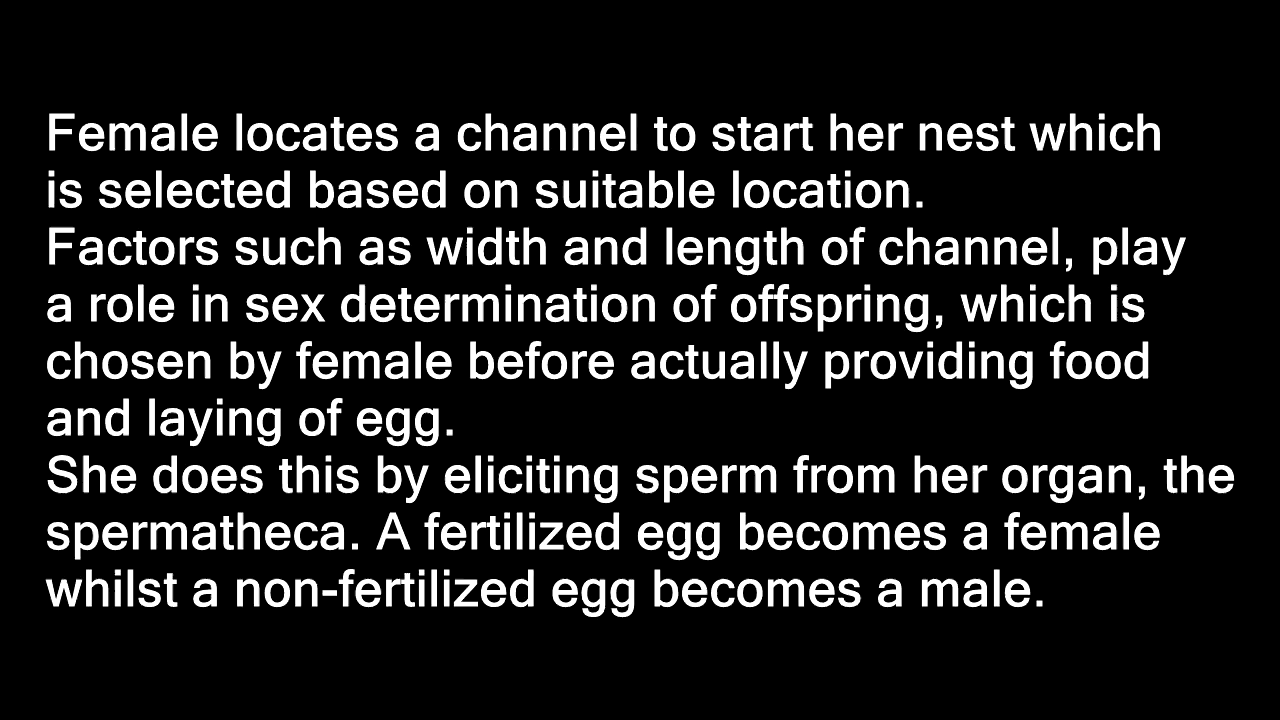 Female locates a channel to start her nest which
is selected based on suitable location.
Factors such as width and length of channel, play
a role in sex determination of offspring, which is
chosen by female before actually providing food
and laying of egg.
She does this by eliciting sperm from her organ, the
spermatheca. A fertilized egg becomes a female
whilst a non-fertilized egg becomes a male.